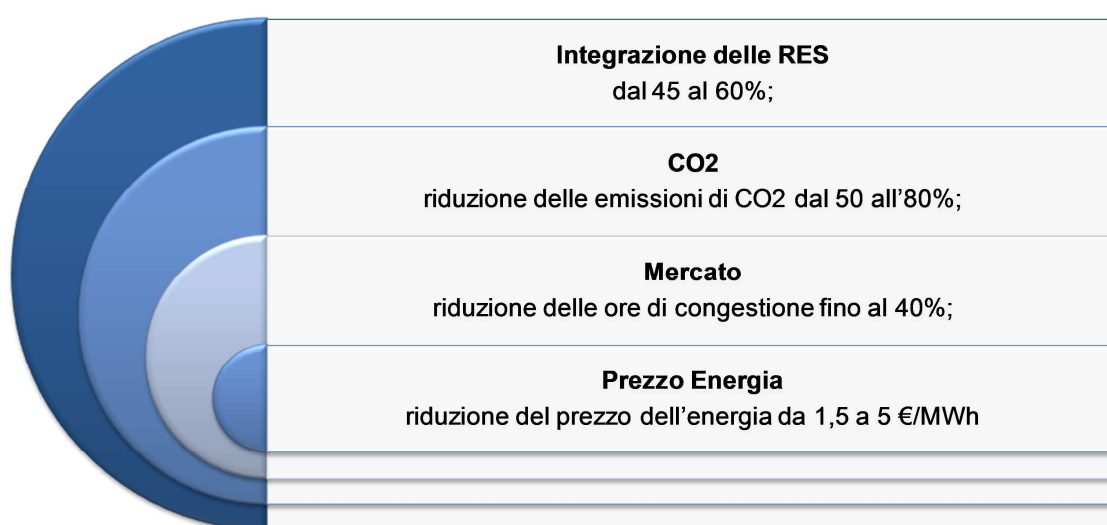 Integrazione delle RES
dal 45 al 60%;
CO2
riduzione delle emissioni di CO2 dal 50 all’80%;
Mercato
riduzione delle ore di congestione fino al 40%;
Prezzo Energia
riduzione del prezzo dell’energia da 1,5 a 5 €/MWh